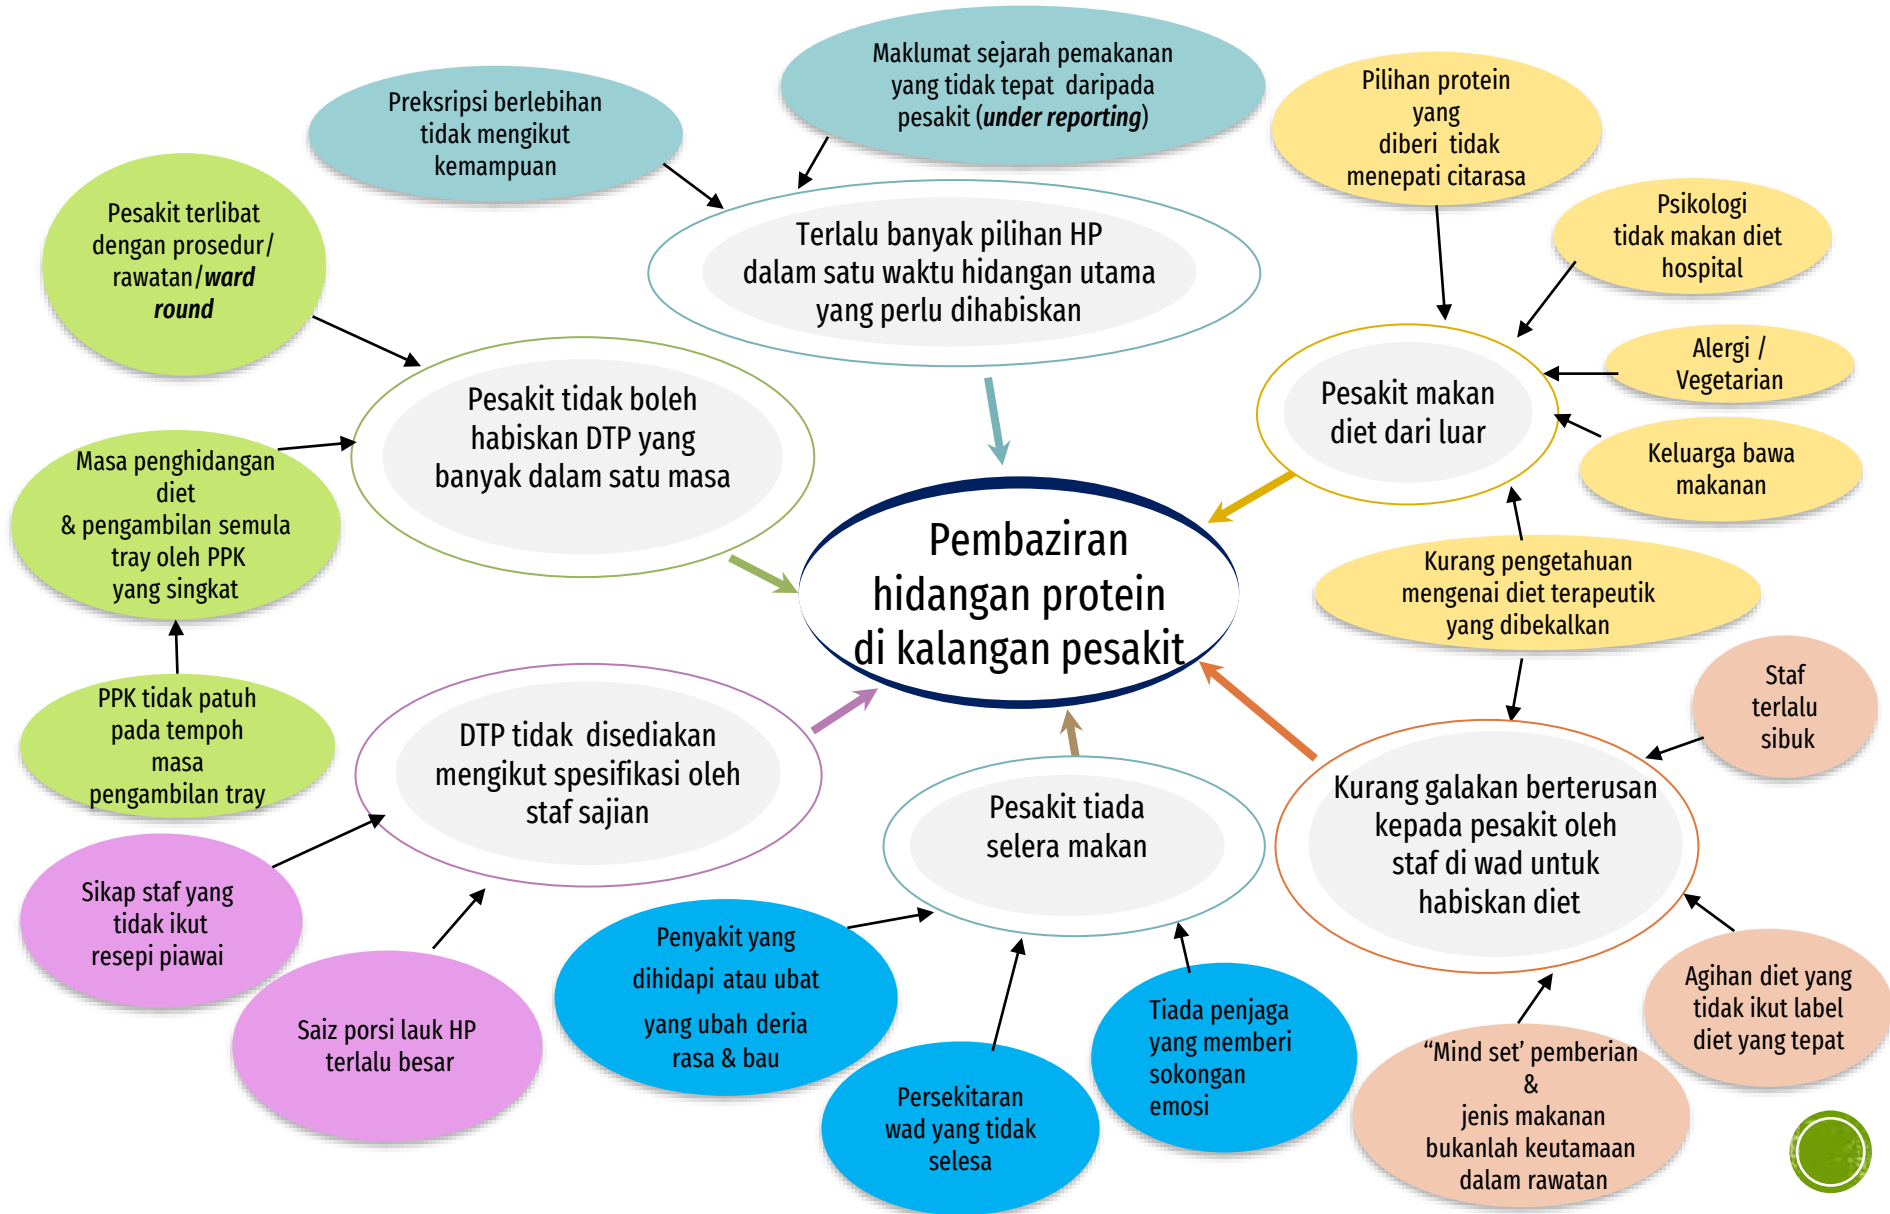 Maklumat sejarah pemakanan
yang tidak tepat daripada
pesakit (under reporting)
Preksripsi berlebihan
tidak mengikut
kemampuan
Pilihan protein
yang
diberi tidak
menepati citarasa
Pesakit terlibat
dengan prosedur/
rawatan/ward
round
Terlalu banyak pilihan HP
dalam satu waktu hidangan utama
yang perlu dihabiskan
Psikologi
tidak makan diet
hospital
Alergi /
Vegetarian
Pesakit makan
diet dari luar
Keluarga bawa
makanan
Pesakit tidak boleh
habiskan DTP yang
banyak dalam satu masa
Masa penghidangan
diet
& pengambilan semula
tray oleh PPK
yang singkat
Pembaziran
hidangan protein
di kalangan pesakit
Kurang pengetahuan
mengenai diet terapeutik
yang dibekalkan
PPK tidak patuh
pada tempoh
masa
pengambilan tray
DTP tidak disediakan
mengikut spesifikasi oleh
staf sajian
Staf
terlalu
sibuk
Pesakit tiada
selera makan
Kurang galakan berterusan
kepada pesakit oleh
staf di wad untuk
habiskan diet
Sikap staf yang
tidak ikut
resepi piawai
Saiz porsi lauk HP
terlalu besar
Penyakit yang
dihidapi atau ubat
yang ubah deria
rasa & bau
Persekitaran
wad yang tidak
selesa
Tiada penjaga
yang memberi
sokongan
emosi
Agihan diet yang
tidak ikut label
diet yang tepat
“Mind set’ pemberian
&
jenis makanan
bukanlah keutamaan
dalam rawatan